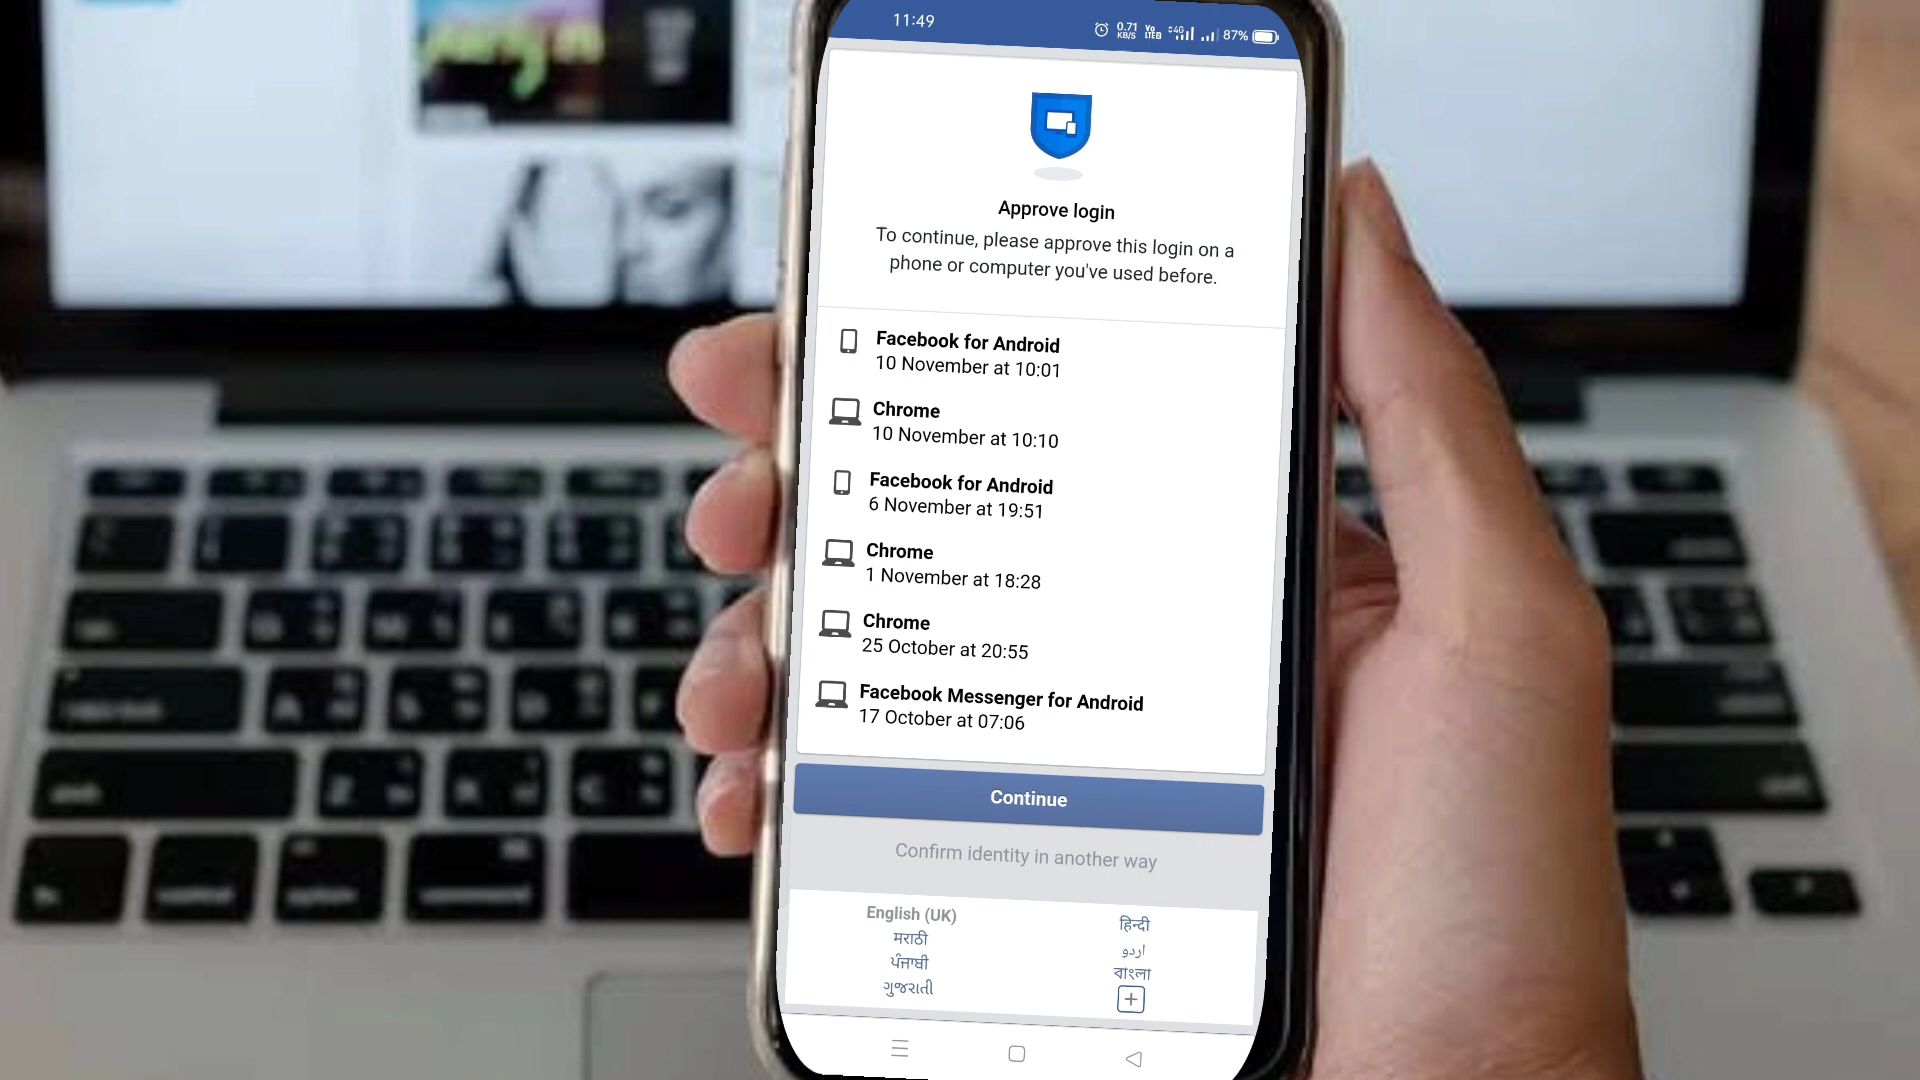 11:49
0.71 KB/S Vo LTE2 4G 87%
Approve login
To continue, please approve this login on a
phone or computer you've used before.
Facebook for Android
10 November at 10:01
Chrome
10 November at 10:10
Facebook for Android
6 November at 19:51
Chrome
1 November at 18:28
Chrome
25 October at 20:55
Facebook Messenger for Android
17 October at 07:06
Continue
Confirm identity in another way
English (UK)
हिन्दी
मराठी
اردو
ਪੰਜਾਬੀ
বাংলা
ગુજરાતી